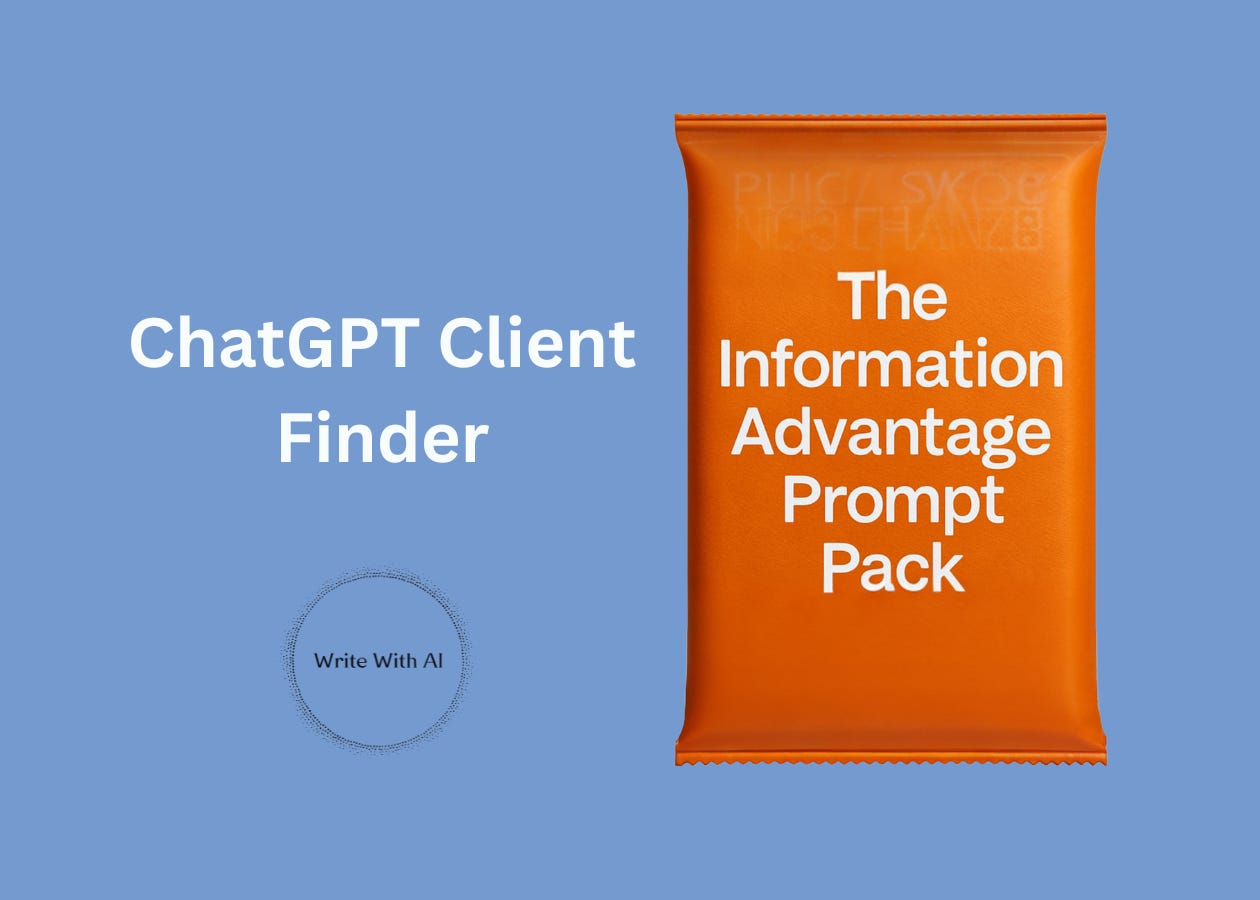 ChatGPT Client
Finder
Write With AI
The
Information
Advantage
Prompt
Pack